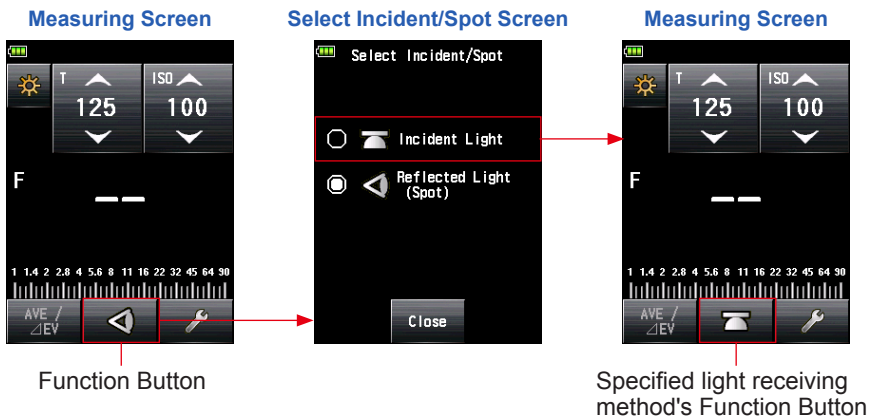 Measuring Screen
T
125
ISO
100
F
1 1.4 2 2.8 4 5.6 8 11 16 22 32 45 64 90
AVE /
⊿EV
Function Button
Select Incident/Spot Screen
Select Incident/Spot
Incident Light
Reflected Light
(Spot)
Close
Measuring Screen
T
125
ISO
100
F
1 1.4 2 2.8 4 5.6 8 11 16 22 32 45 64 90
AVE /
⊿EV
Specified light receiving
method's Function Button